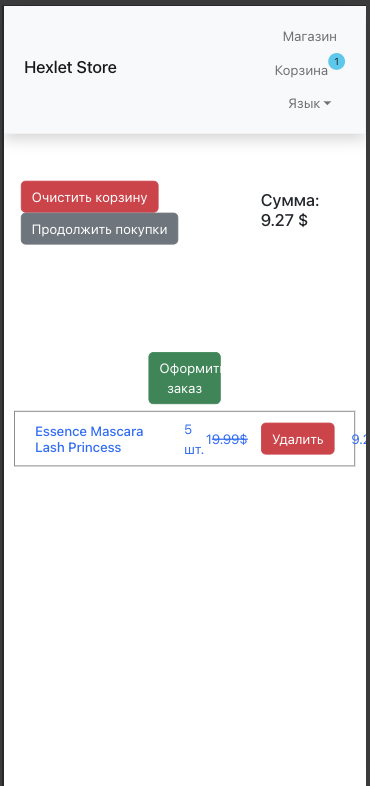 Магазин
Hexlet Store
Корзина 1
Язык
Очистить корзину
Сумма:
9.27 $
Продолжить покупки
Оформить
заказ
Essence Mascara
Lash Princess
5
шт.
19.99$
Удалить
9.2